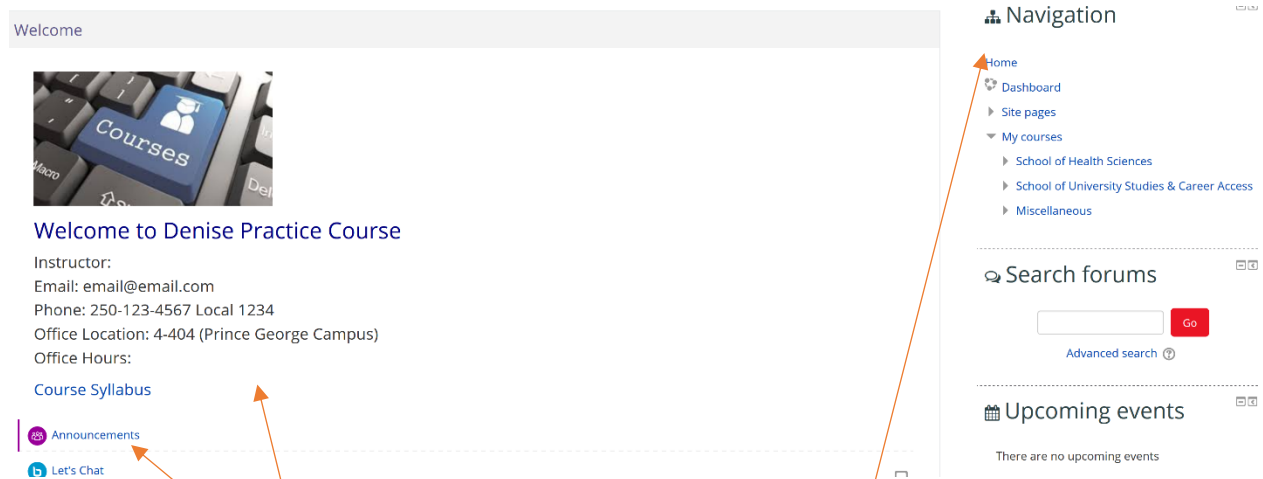 Welcome
Courses
Macro
Welcome to Denise Practice Course
Instructor:
Email: email@email.com
Phone: 250-123-4567 Local 1234
Office Location: 4-404 (Prince George Campus)
Office Hours:
Course Syllabus
Announcements
Let's Chat
Navigation
Home
Dashboard
Site pages
My courses
School of Health Sciences
School of University Studies & Career Access
Miscellaneous
Search forums
Go
Advanced search
Upcoming events
There are no upcoming events